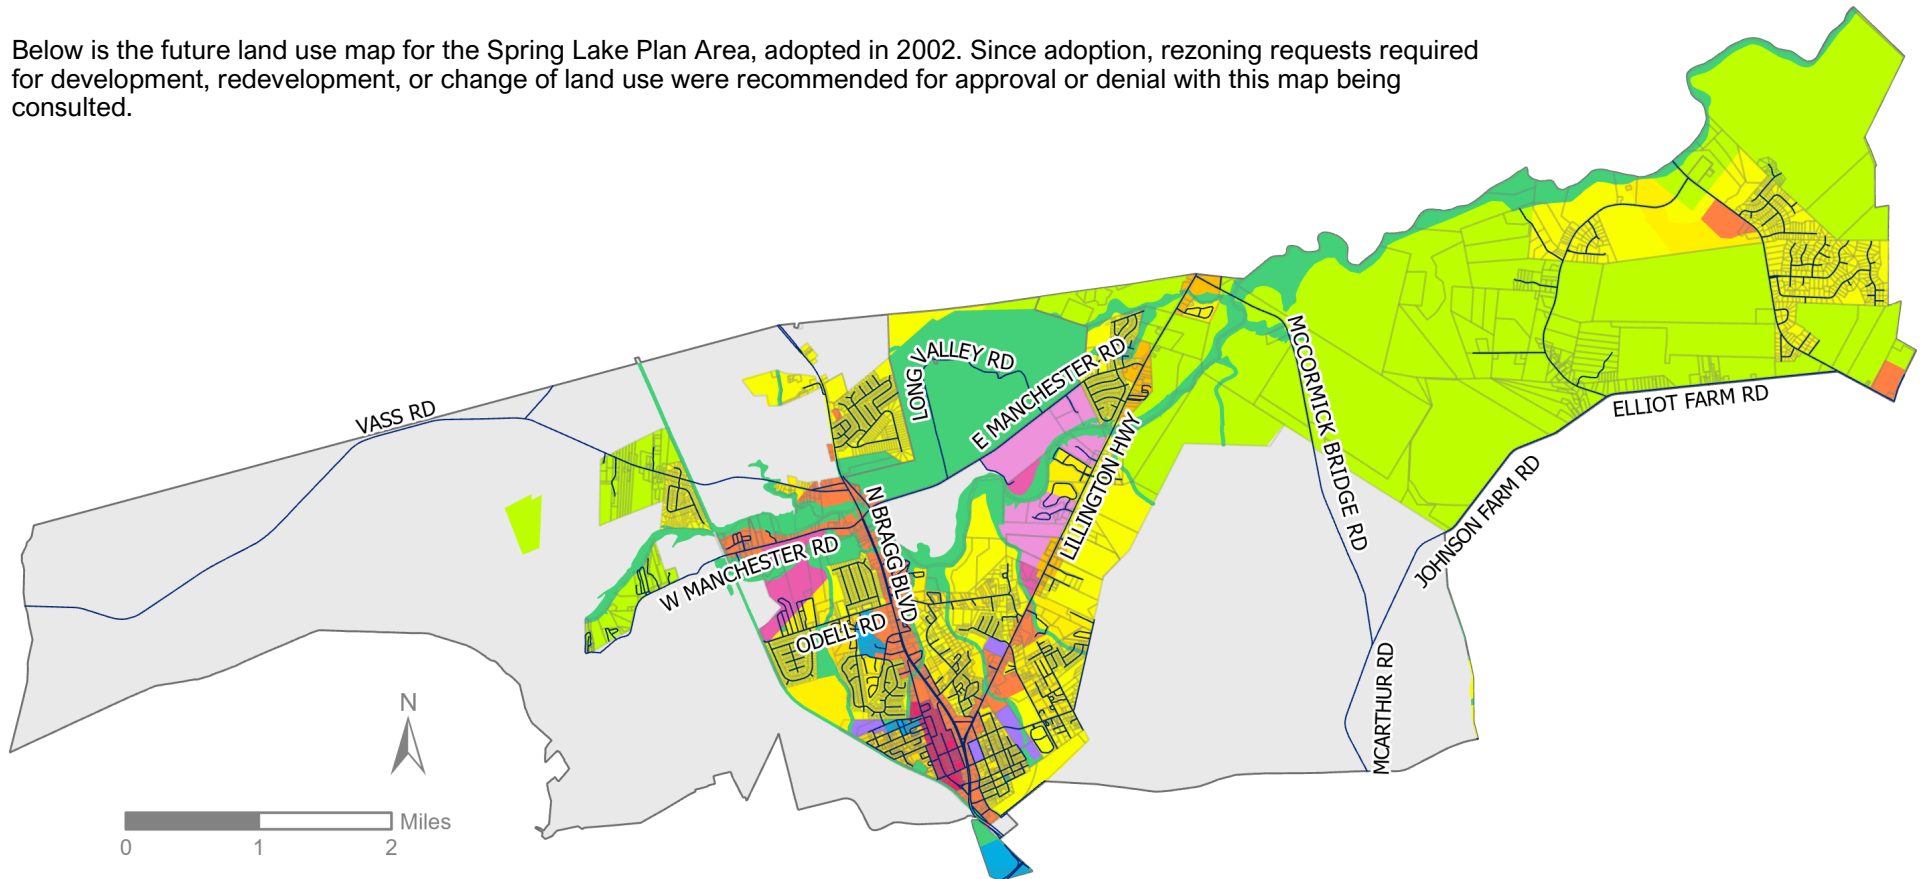 Below is the future land use map for the Spring Lake Plan Area, adopted in 2002. Since adoption, rezoning requests required
for development, redevelopment, or change of land use were recommended for approval or denial with this map being
consulted.
VASS RD
LONG VALLEY RD
E MANCHESTER RD
MCCORMICK BRIDGE RD
ELLIOT FARM RD
LILLINGTON HWY
JOHNSON FARM RD
N BRAGG BLVD
W MANCHESTER RD
ODELL RD
MCARTHUR RD
N
Miles
0 1 2